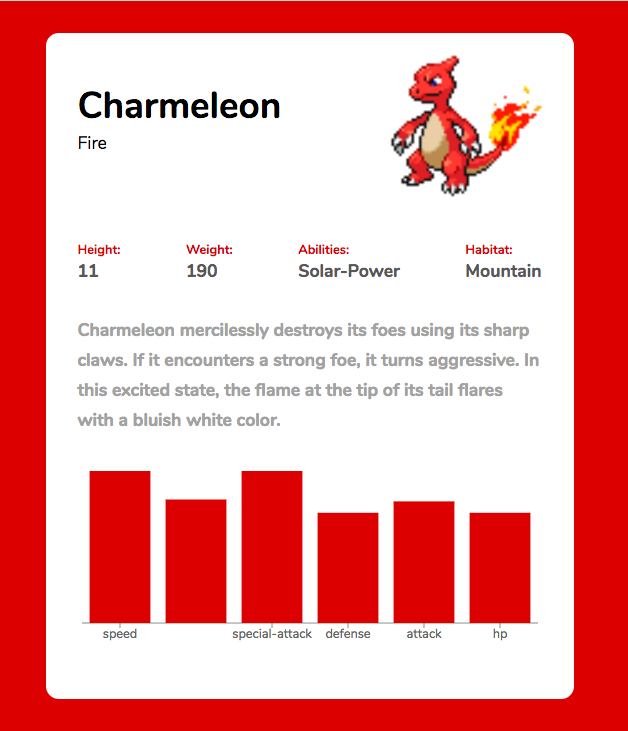 Charmeleon
Fire
Height: Weight: Abilities: Habitat:
11 190 Solar-Power Mountain
Charmeleon mercilessly destroys its foes using its sharp
claws. If it encounters a strong foe, it turns aggressive. In
this excited state, the flame at the tip of its tail flares
with a bluish white color.
speed special-attack defense attack hp